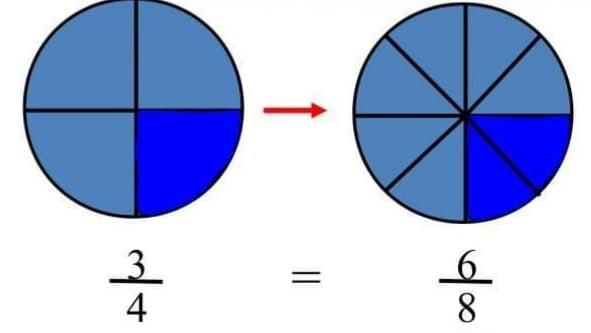 3/4 = 6/8